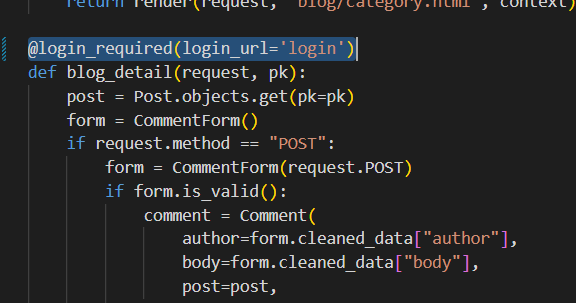 return render(request, "blog/category.html", context)
@login_required(login_url='login')
def blog_detail(request, pk):
post = Post.objects.get(pk=pk)
form = CommentForm()
if request.method == "POST":
form = CommentForm(request.POST)
if form.is_valid():
comment = Comment(
author=form.cleaned_data["author"],
body=form.cleaned_data["body"],
post=post,